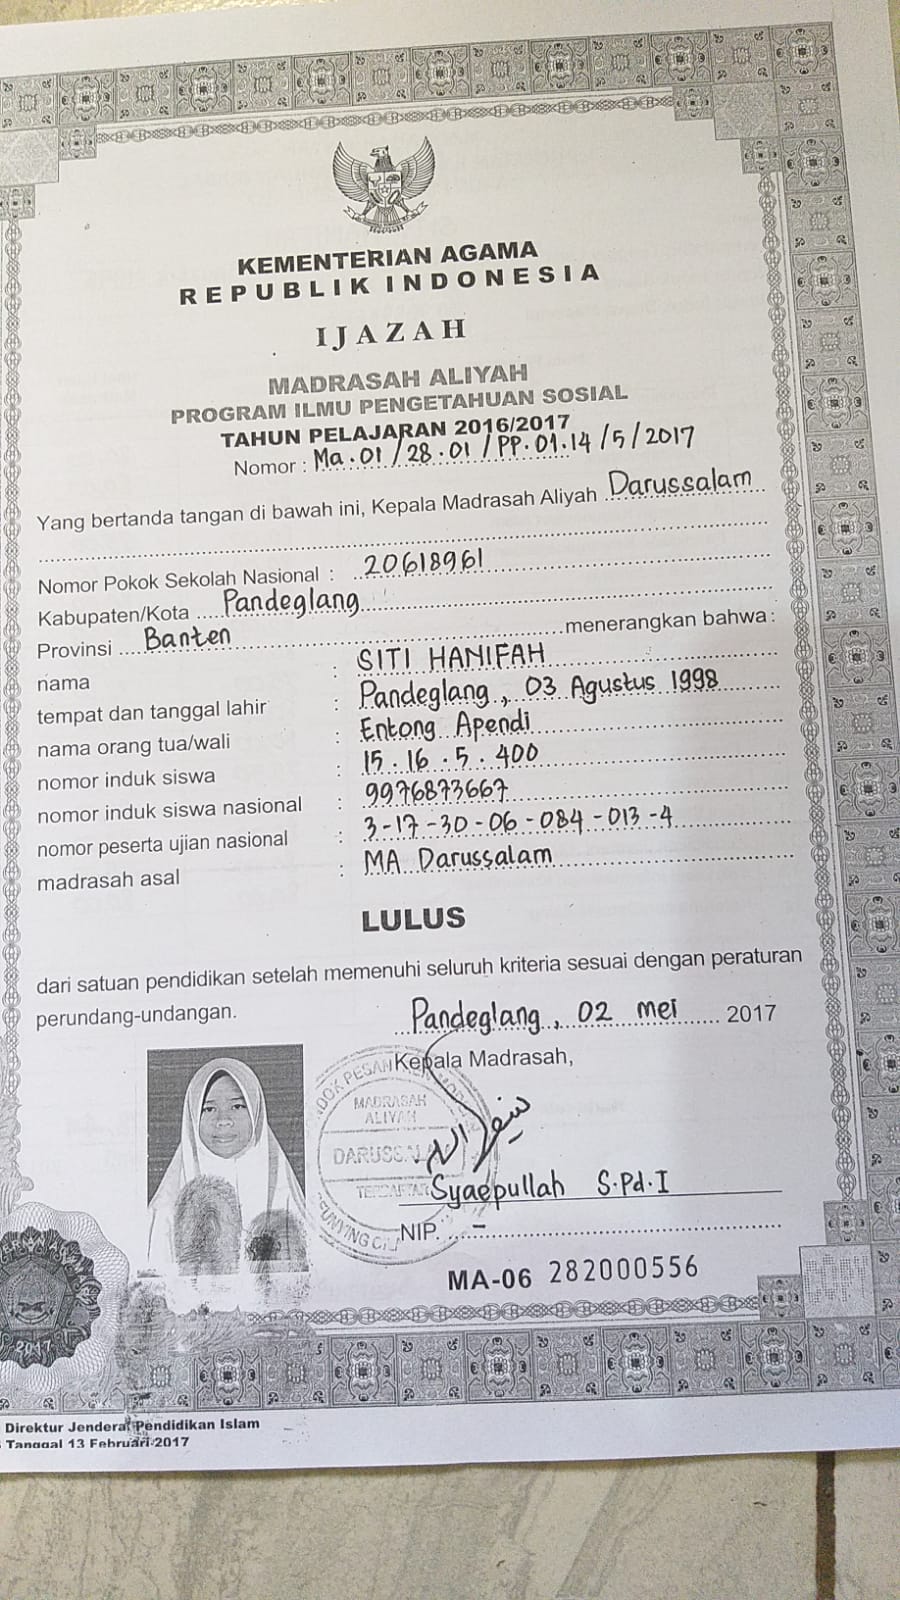 KEMENTERIAN AGAMA
REPUBLIK INDONESIA
IJAZAH
MADRASAH ALIYAH
PROGRAM ILMU PENGETAHUAN SOSIAL
TAHUN PELAJARAN 2016/2017
Nomor : Ma.01/28.01/PP.01.14/5/2017
Yang bertanda tangan di bawah ini, Kepala Madrasah Aliyah Darussalam
Nomor Pokok Sekolah Nasional : 20618961
Kabupaten/Kota Pandeglang
Provinsi Banten menerangkan bahwa :
nama : SITI HANIFAH
tempat dan tanggal lahir : Pandeglang, 03 Agustus 1998
nama orang tua/wali : Entong Apendi
nomor induk siswa : 15.16.5.400
nomor induk siswa nasional : 9976873667
nomor peserta ujian nasional : 3-17-30-06-084-013-4
madrasah asal : MA Darussalam
LULUS
dari satuan pendidikan setelah memenuhi seluruh kriteria sesuai dengan peraturan
perundang-undangan.
Pandeglang, 02 mei 2017
Kepala Madrasah,
MADRASAH
ALIYAH
Syaepullah S.Pd.I
NIP. -
MA-06 282000556
2017
Direktur Jenderal Pendidikan Islam
Tanggal 13 Februari 2017